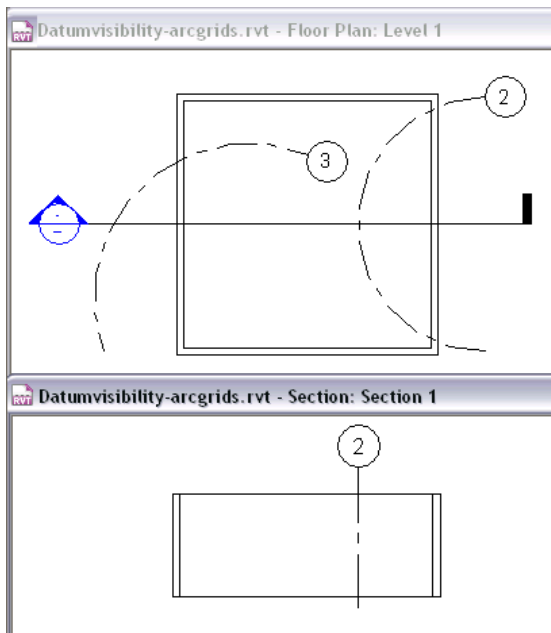 Datumvisibility-arcgrids.rvt - Floor Plan: Level 1
2
3
Datumvisibility-arcgrids.rvt - Section: Section 1
2